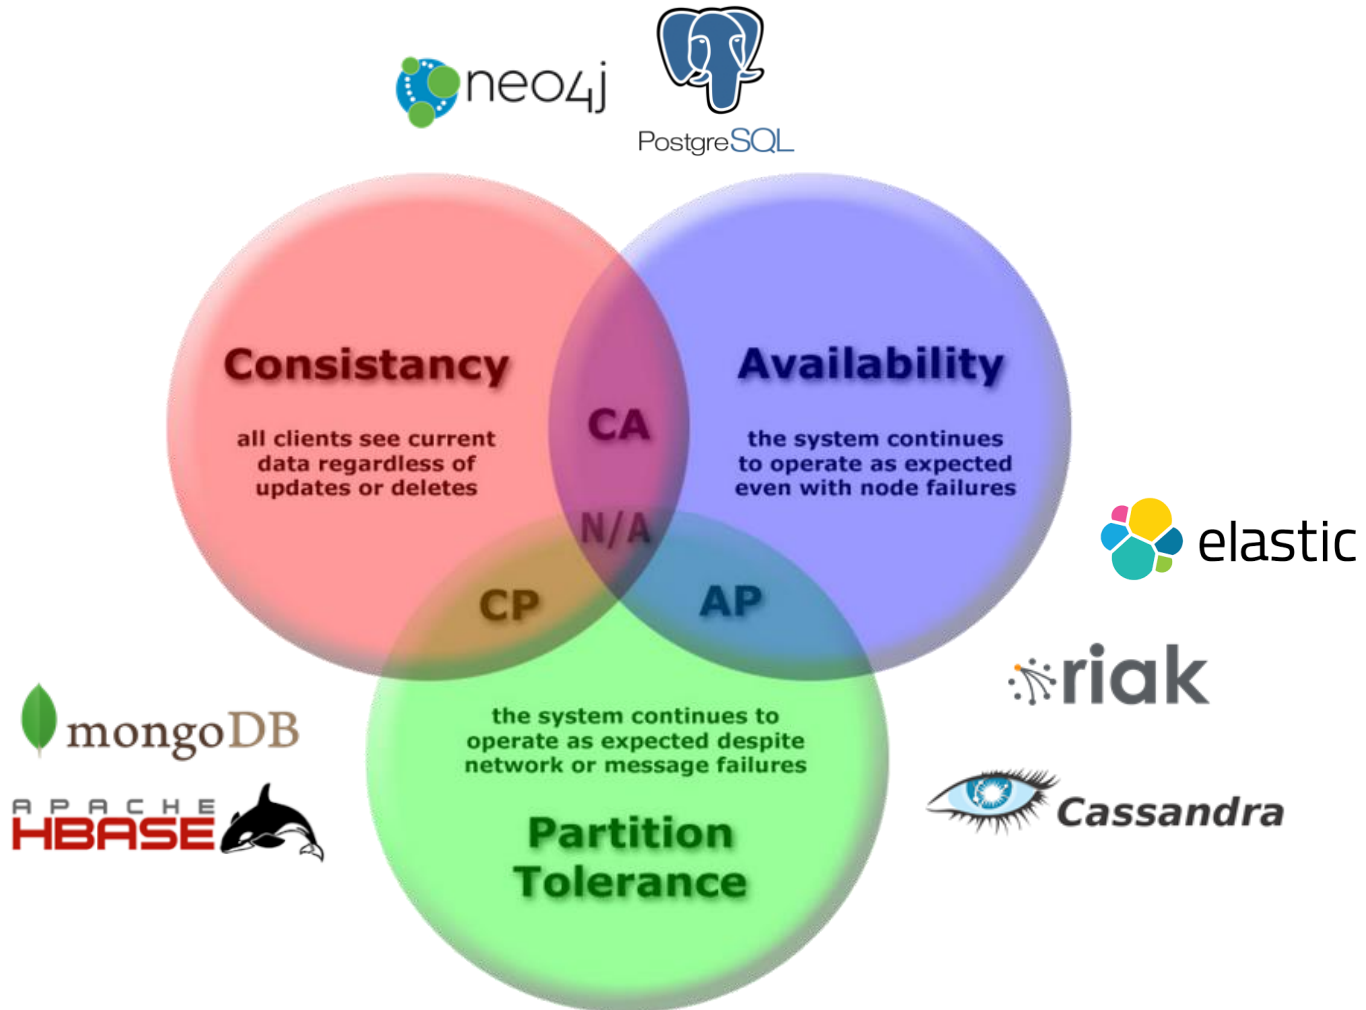 neo4j
PostgreSQL
Consistancy
all clients see current
data regardless of
updates or deletes
CA
N/A
Availability
the system continues
to operate as expected
even with node failures
elastic
CP
AP
riak
mongoDB
APACHE
HBASE
the system continues to
operate as expected despite
network or message failures
Partition
Tolerance
Cassandra